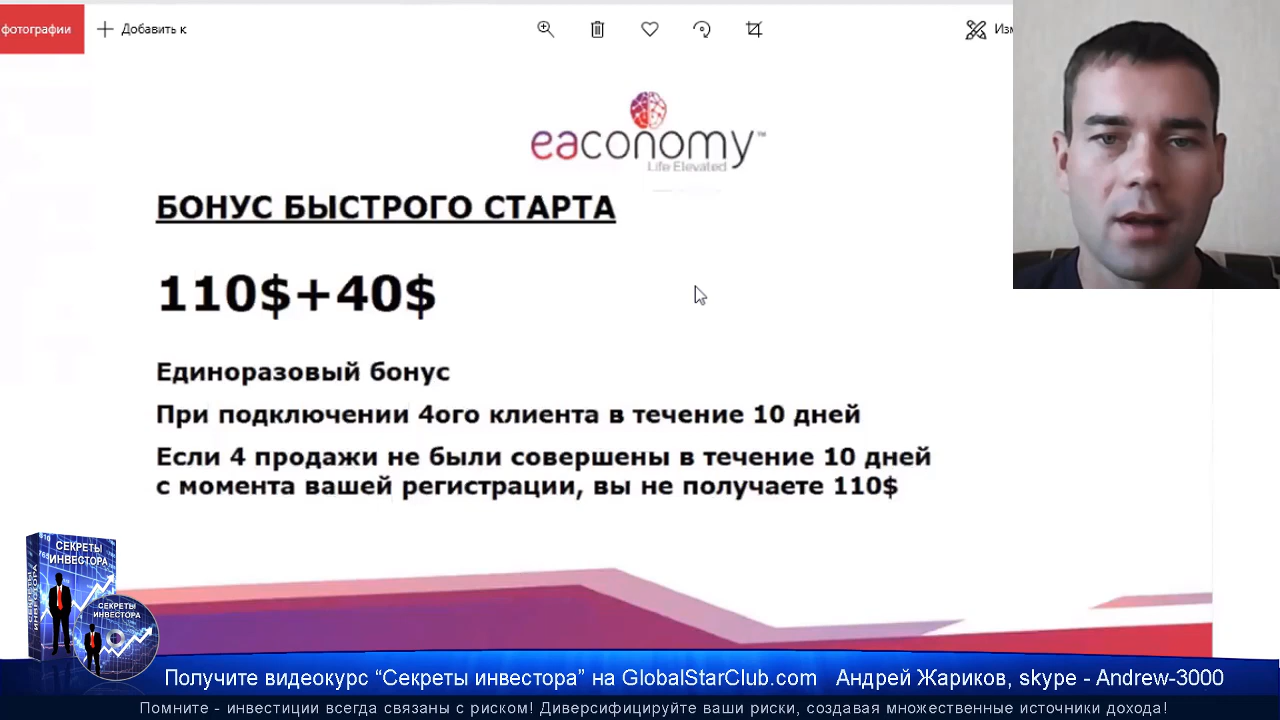 фотографии
Добавить к
Изм
eaconomy™
Life Elevated
БОНУС БЫСТРОГО СТАРТА
110$+40$
Единоразовый бонус
При подключении 4ого клиента в течение 10 дней
Если 4 продажи не были совершены в течение 10 дней
с момента вашей регистрации, вы не получаете 110$
СЕКРЕТЫ
ИНВЕСТОРА
СЕКРЕТЫ
ИНВЕСТОРА
Получите видеокурс “Секреты инвестора” на GlobalStarClub.com Андрей Жариков, skype - Andrew-3000
Помните - инвестиции всегда связаны с риском! Диверсифицируйте ваши риски, создавая множественные источники дохода!